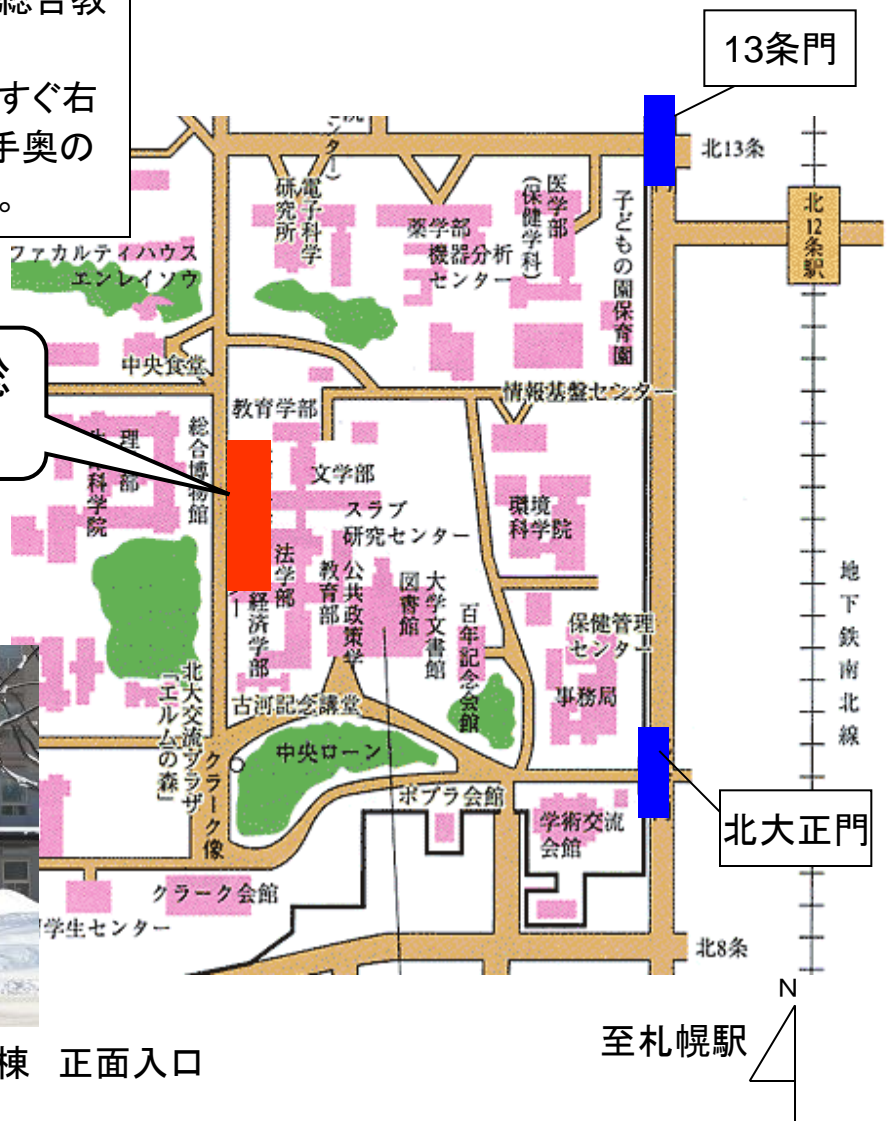 総合教
すぐ右
手奥の
。
13条門
北13条
北12条駅
電子科学
研究所
薬学部
機器分析
センター
医学部
(保健学科)
子どもの園保育園
ファカルティハウス
エンレイソウ
中央食堂
総
情報基盤センター
教育学部
理
部
科学院
総合博物館
文学部
スラブ
研究センター
環境
科学院
法学部
経済学部
公共政策学
教育部
図書館
大学文書館
百年記念会館
保健管理
センター
事務局
地下鉄南北線
北大交流プラザ
「エルムの森」
古河記念講堂
中央ローン
クラーク像
ポプラ会館
学術交流
会館
北大正門
クラーク会館
学生センター
北8条
N
至札幌駅
棟 正面入口